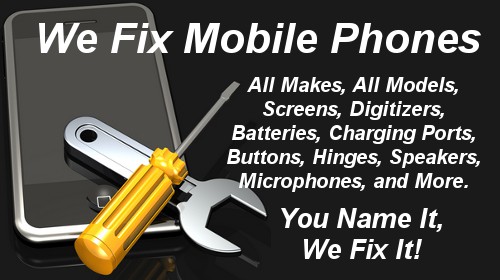 We Fix Mobile Phones
All Makes, All Models,
Screens, Digitizers,
Batteries, Charging Ports,
Buttons, Hinges, Speakers,
Microphones, and More.
You Name It,
We Fix It!